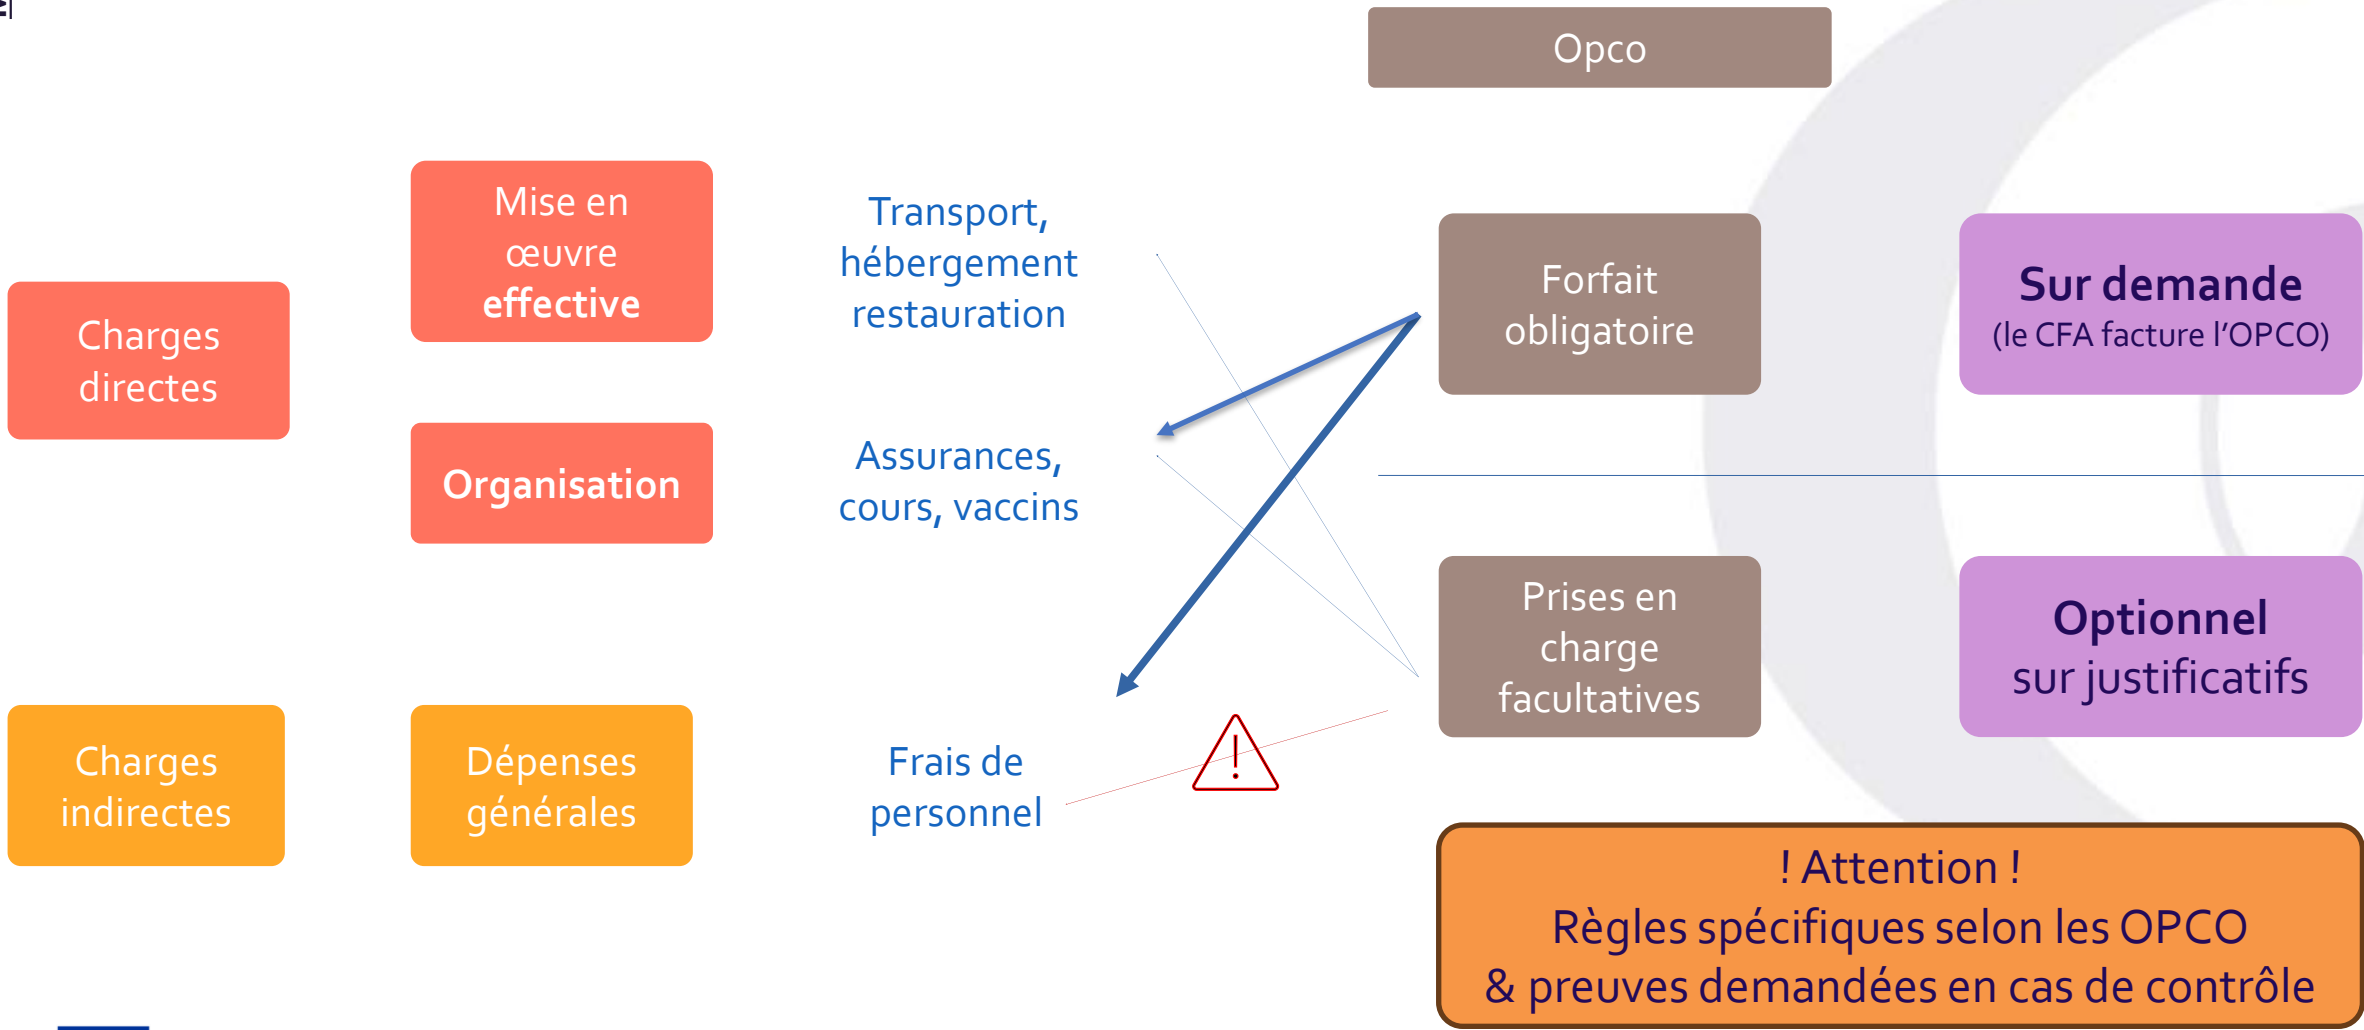 Opco
Mise en
œuvre
effective
Transport,
hébergement
restauration
Forfait
obligatoire
Sur demande
(le CFA facture l’OPCO)
Charges
directes
Organisation
Assurances,
cours, vaccins
Prises en
charge
facultatives
Optionnel
sur justificatifs
Charges
indirectes
Dépenses
générales
Frais de
personnel
! Attention !
Règles spécifiques selon les OPCO
& preuves demandées en cas de contrôle